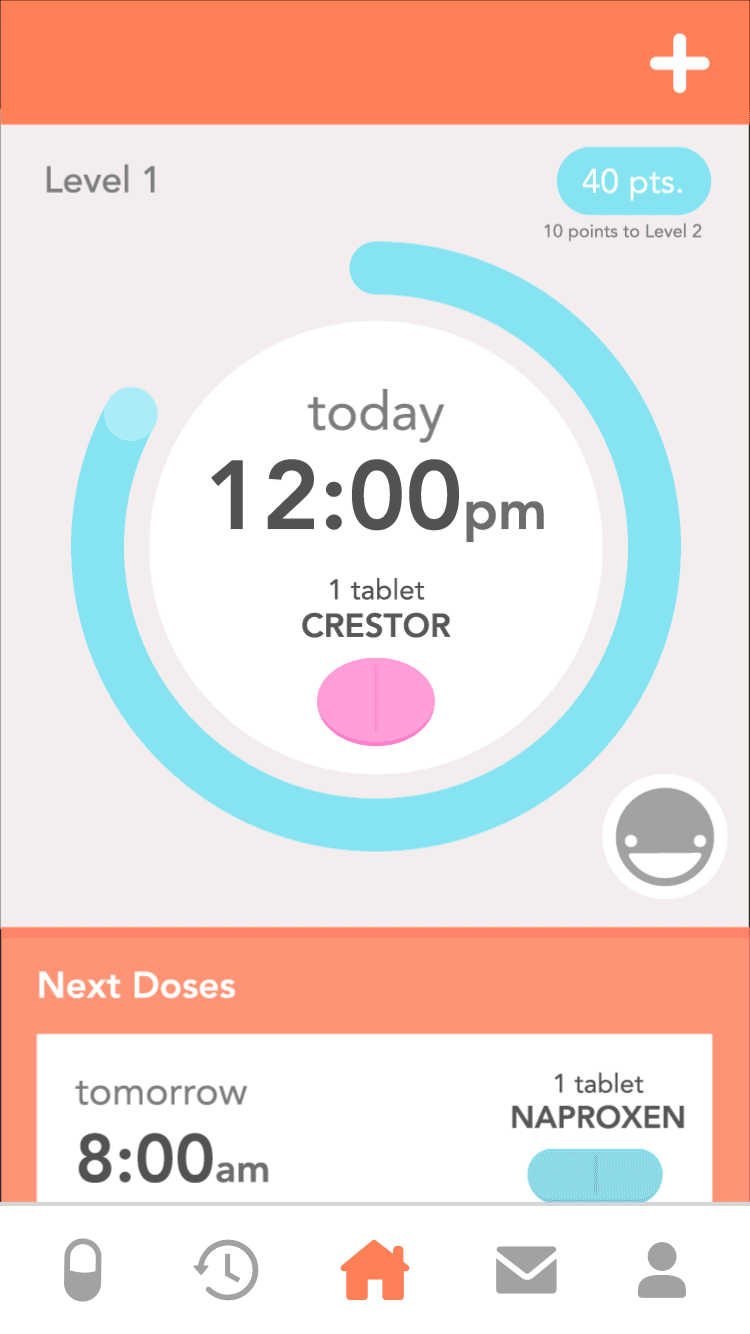 Level 1
40 pts.
10 points to Level 2
today
12:00pm
1 tablet
CRESTOR
Next Doses
tomorrow
8:00am
1 tablet
NAPROXEN